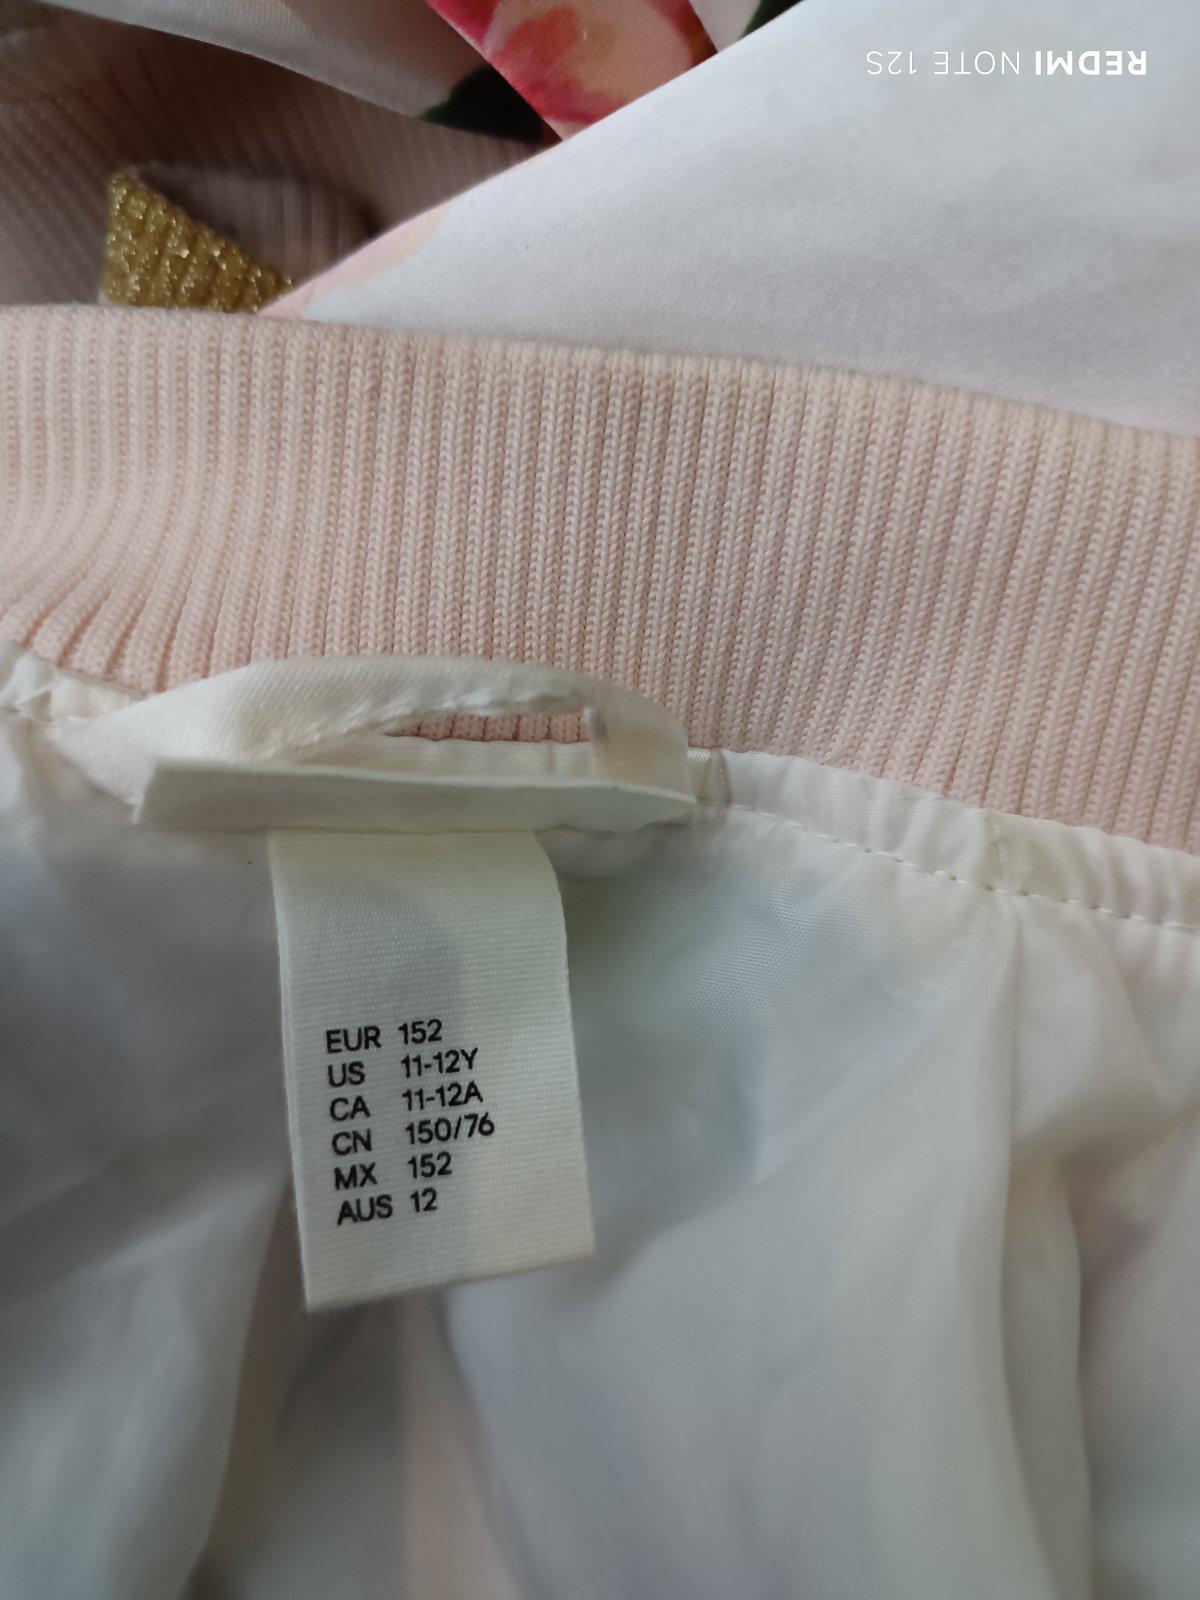 REDMI NOTE 12S
EUR 152
US 11-12Y
CA 11-12A
CN 150/76
MX 152
AUS 12